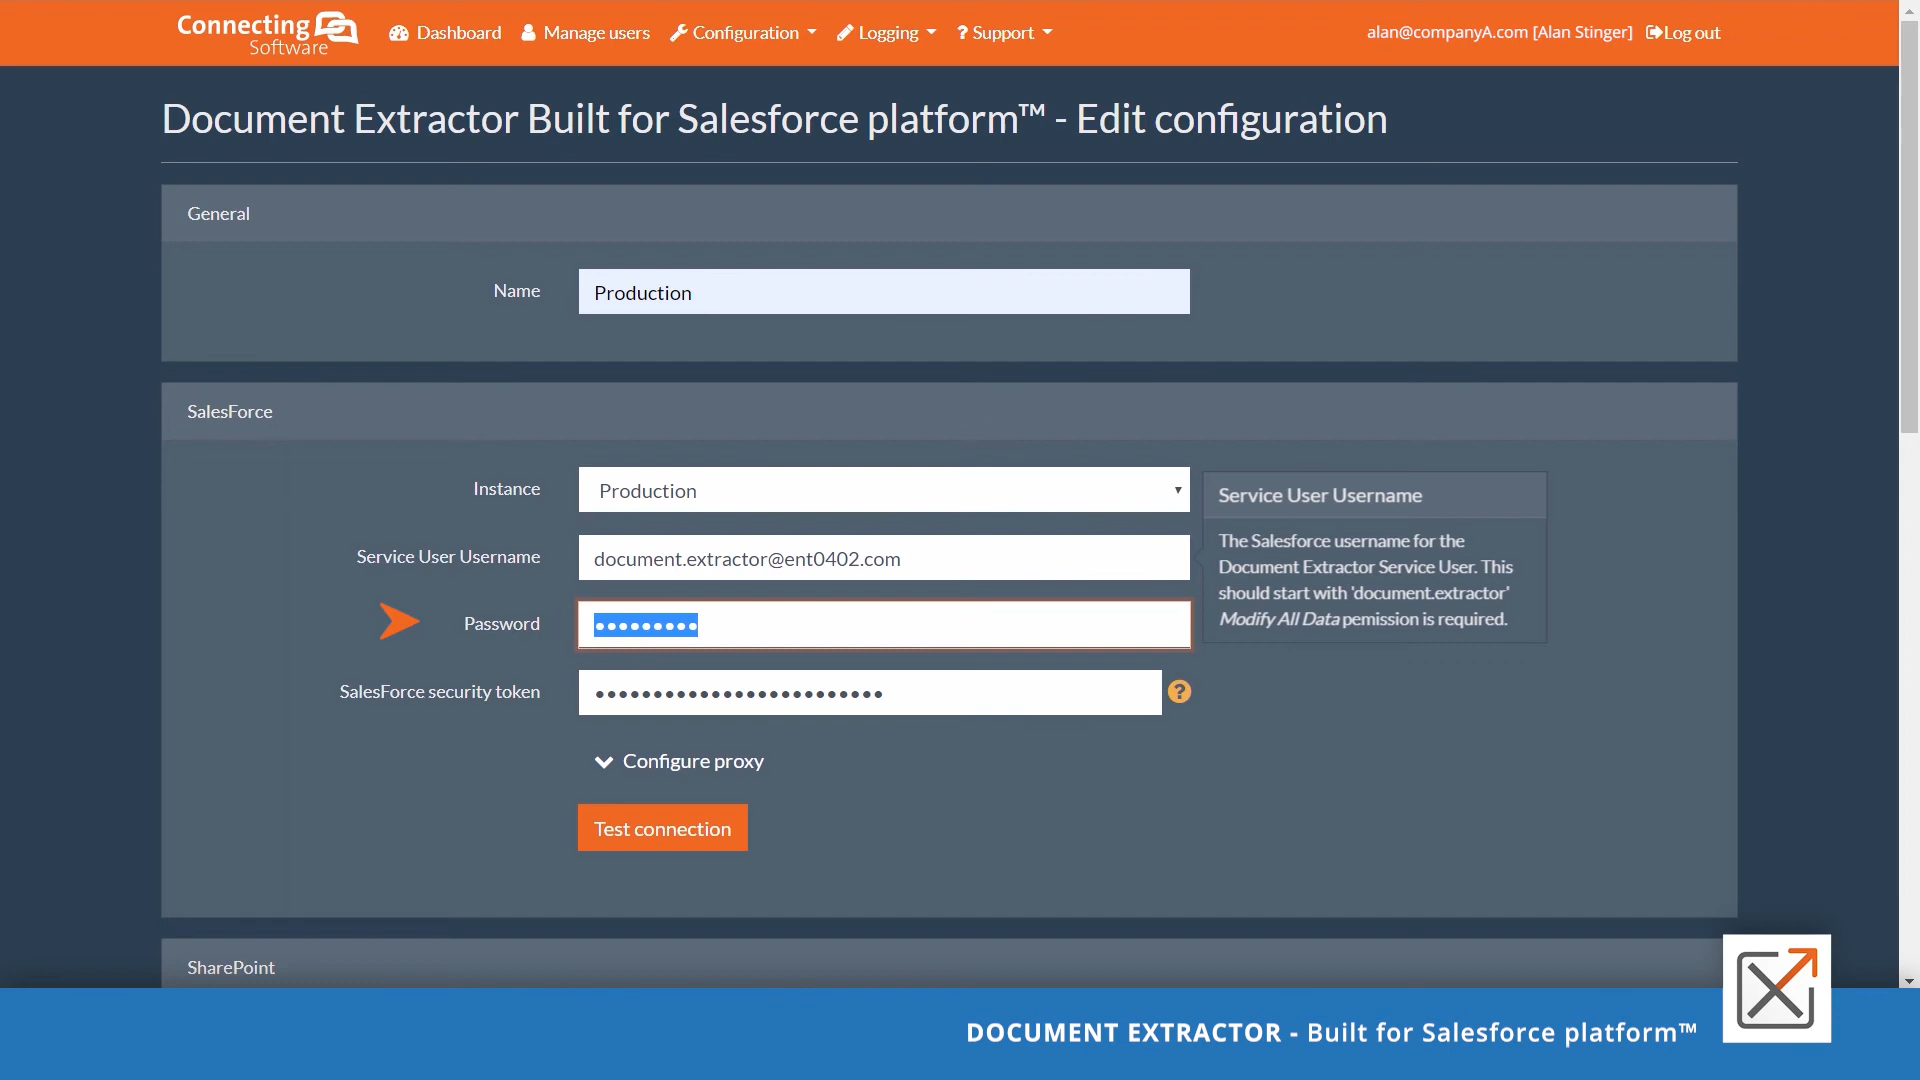 Connecting
Software
Dashboard
Manage users
Configuration
Logging
? Support
alan@companyA.com [Alan Stinger]
Log out
Document Extractor Built for Salesforce platform™ - Edit configuration
General
Name
Production
SalesForce
Instance
Production
Service User Username
document.extractor@ent0402.com
Service User Username
The Salesforce username for the
Document Extractor Service User. This
should start with 'document.extractor'
Modify All Data pemission is required.
Password
•••••••••
SalesForce security token
•••••••••••••••••••••••••
?
Configure proxy
Test connection
SharePoint
DOCUMENT EXTRACTOR - Built for Salesforce platform™